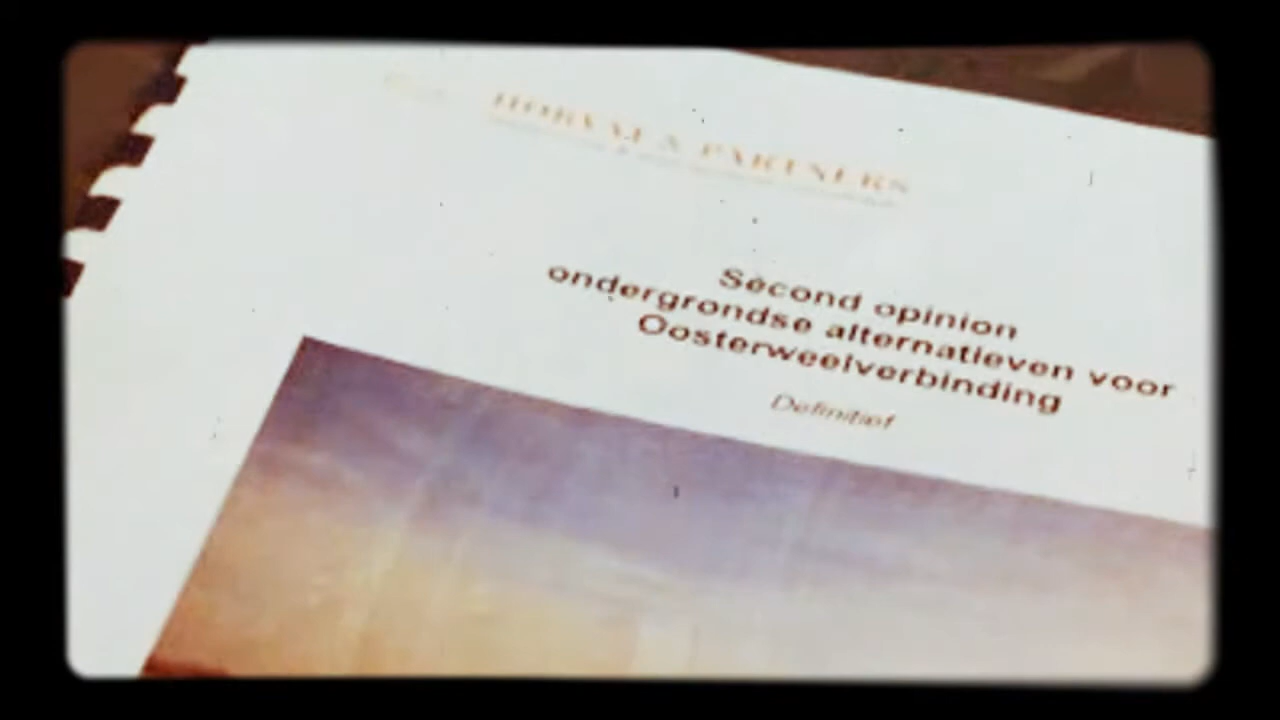 HORVAT & PARTNERS
Second opinion
ondergrondse alternatieven voor
Oosterweelverbinding
Definitief